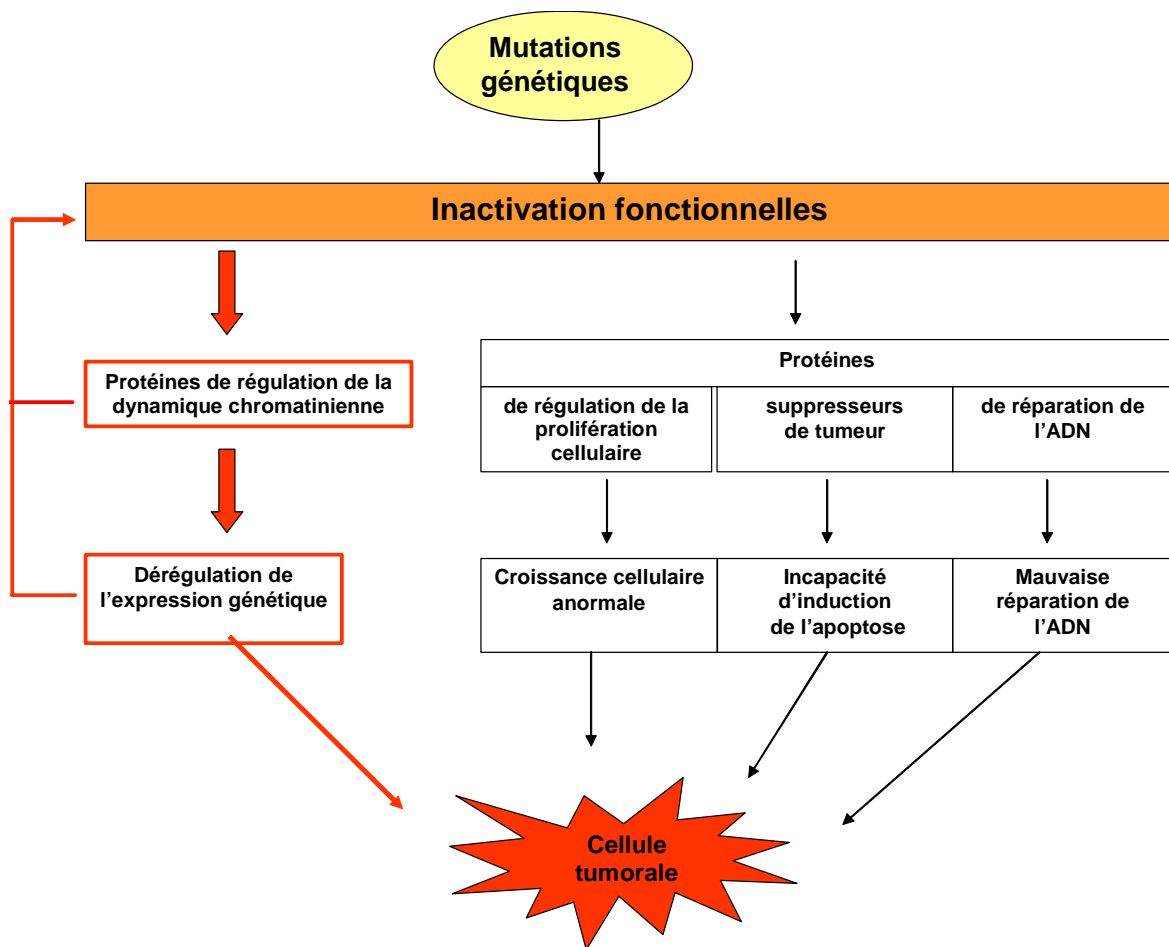 Mutations
génétiques
Inactivation fonctionnelles
Protéines de régulation de la
dynamique chromatinienne
Protéines
de régulation de la
prolifération
cellulaire
suppresseurs
de tumeur
de réparation de
l’ADN
Dérégulation de
l’expression génétique
Croissance cellulaire
anormale
Incapacité
d’induction
de l’apoptose
Mauvaise
réparation de
l’ADN
Cellule
tumorale